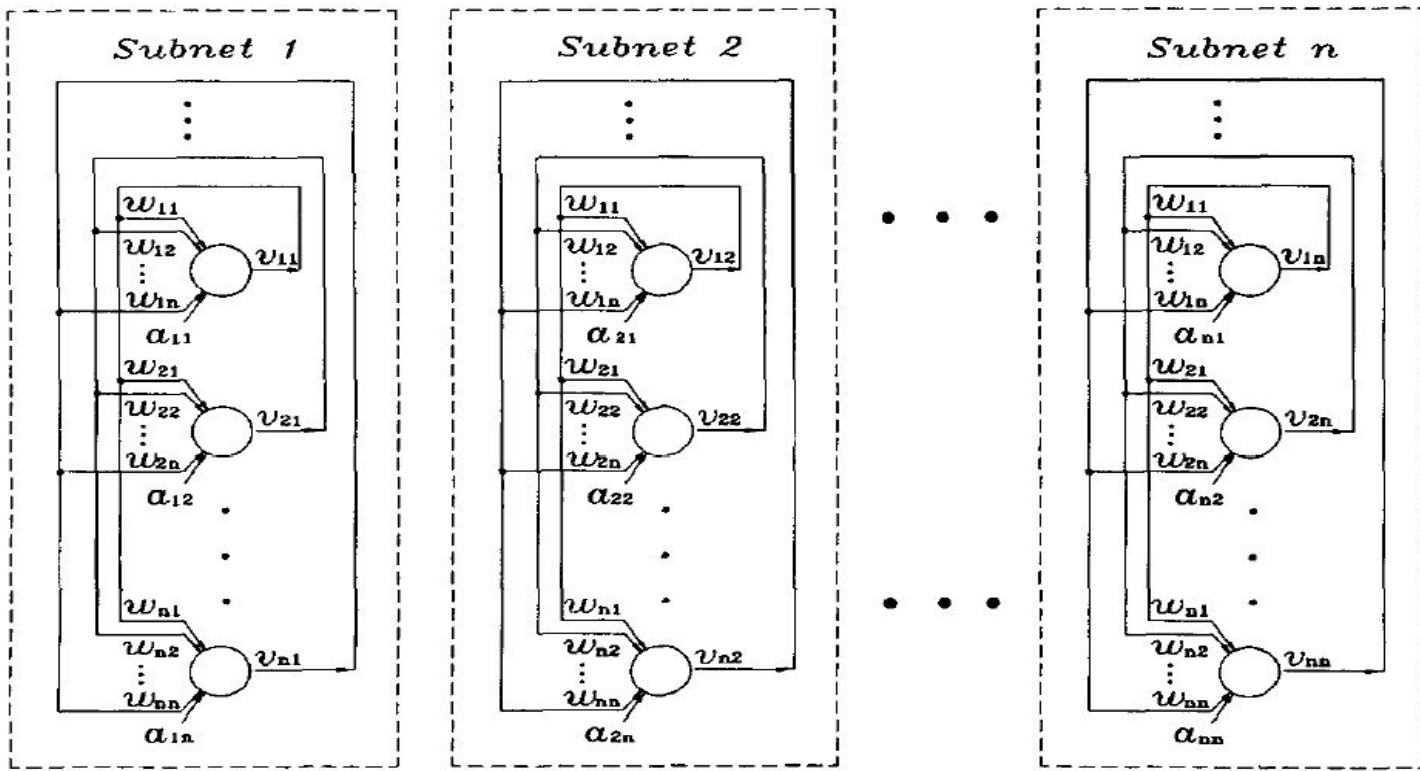 Subnet 1
w₁₁
w₁₂
v₁₁
w₁ₙ
a₁₁
w₂₁
w₂₂
v₂₁
w₂ₙ
a₁₂
wₙ₁
wₙ₂
vₙ₁
wₙₙ
a₁ₙ
Subnet 2
w₁₁
w₁₂
v₁₂
w₁ₙ
a₂₁
w₂₁
w₂₂
v₂₂
w₂ₙ
a₂₂
wₙ₁
wₙ₂
vₙ₂
wₙₙ
a₂ₙ
Subnet n
w₁₁
w₁₂
v₁ₙ
w₁ₙ
aₙ₁
w₂₁
w₂₂
v₂ₙ
w₂ₙ
aₙ₂
wₙ₁
wₙ₂
vₙₙ
wₙₙ
aₙₙ